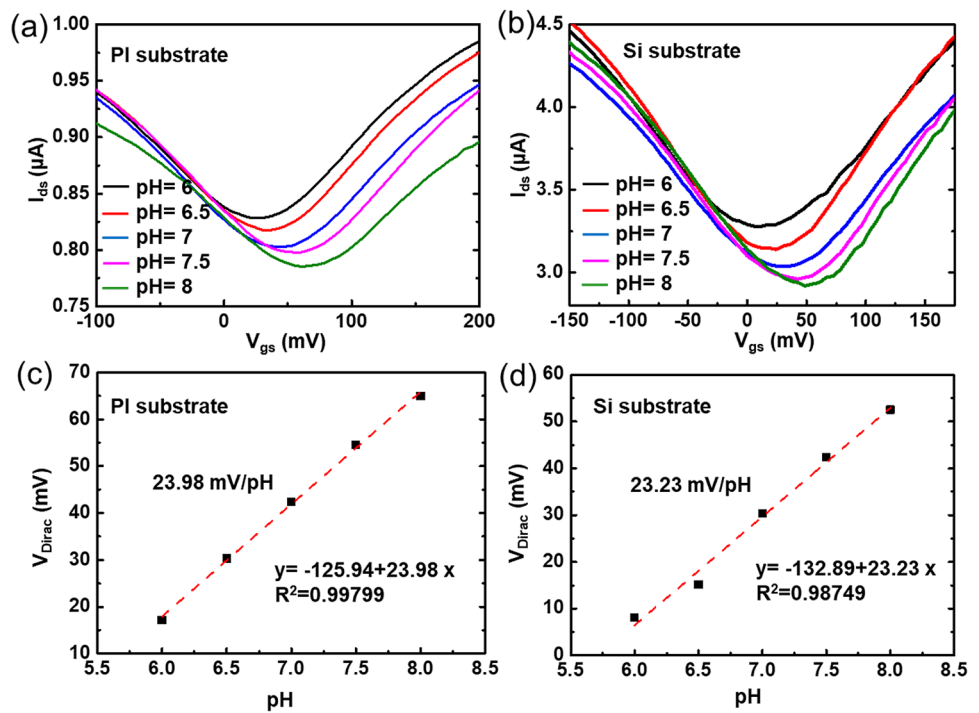 (a)
PI substrate
1.00
0.95
0.90
0.85
0.80
0.75
I_ds (µA)
pH= 6
pH= 6.5
pH= 7
pH= 7.5
pH= 8
-100
0
100
200
V_gs (mV)
(b)
Si substrate
4.5
4.0
3.5
3.0
I_ds (µA)
pH= 6
pH= 6.5
pH= 7
pH= 7.5
pH= 8
-150
-100
-50
0
50
100
150
V_gs (mV)
(c)
PI substrate
70
60
50
40
30
20
10
V_Dirac (mV)
23.98 mV/pH
y= -125.94+23.98 x
R²=0.99799
5.5
6.0
6.5
7.0
7.5
8.0
8.5
pH
(d)
Si substrate
60
50
40
30
20
10
0
V_Dirac (mV)
23.23 mV/pH
y= -132.89+23.23 x
R²=0.98749
5.5
6.0
6.5
7.0
7.5
8.0
8.5
pH